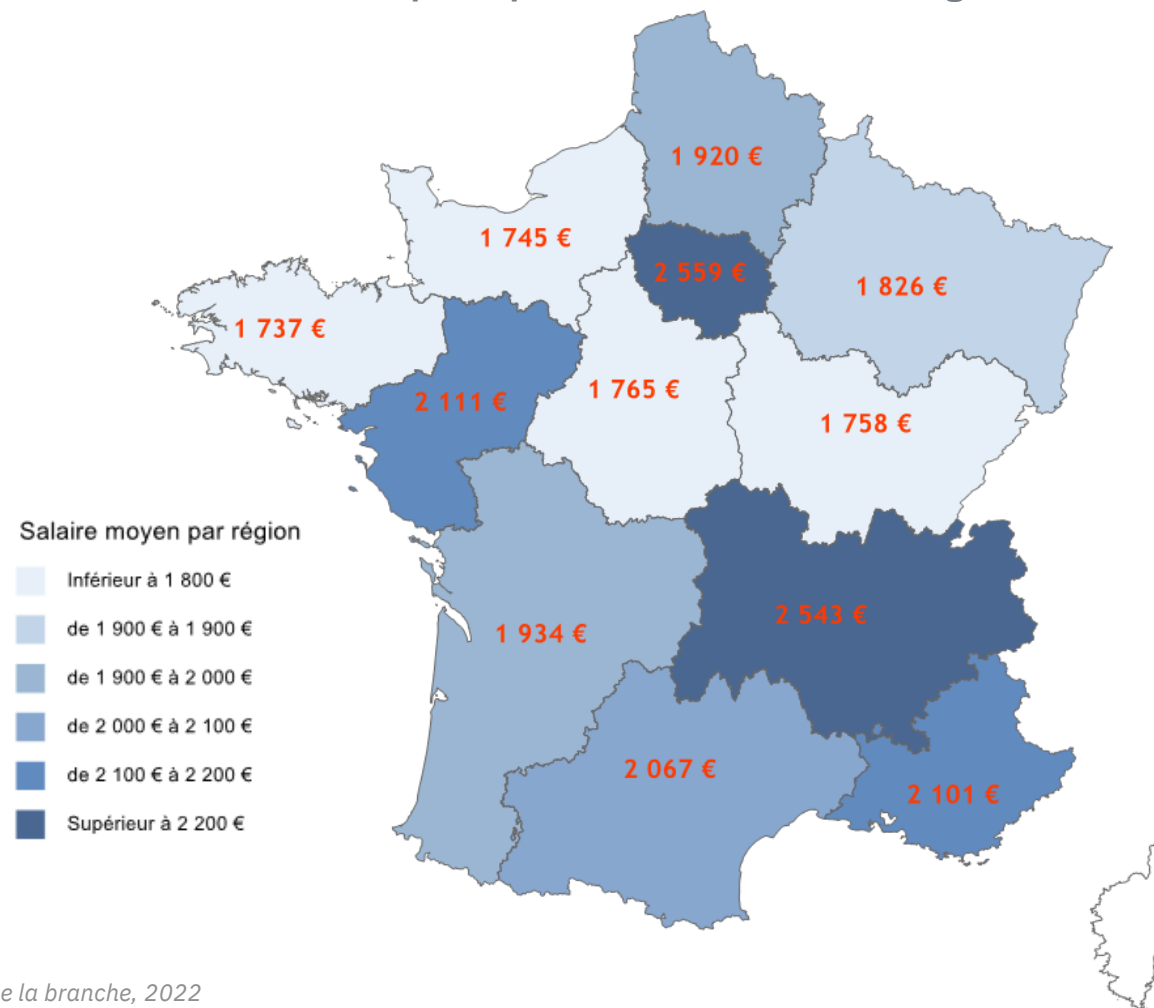 1 920 €
1 745 €
2 559 €
1 826 €
1 737 €
1 765 €
2 111 €
1 758 €
Salaire moyen par région
Inférieur à 1 800 €
de 1 900 € à 1 900 €
de 1 900 € à 2 000 €
de 2 000 € à 2 100 €
de 2 100 € à 2 200 €
Supérieur à 2 200 €
2 543 €
1 934 €
2 067 €
2 101 €
e la branche, 2022